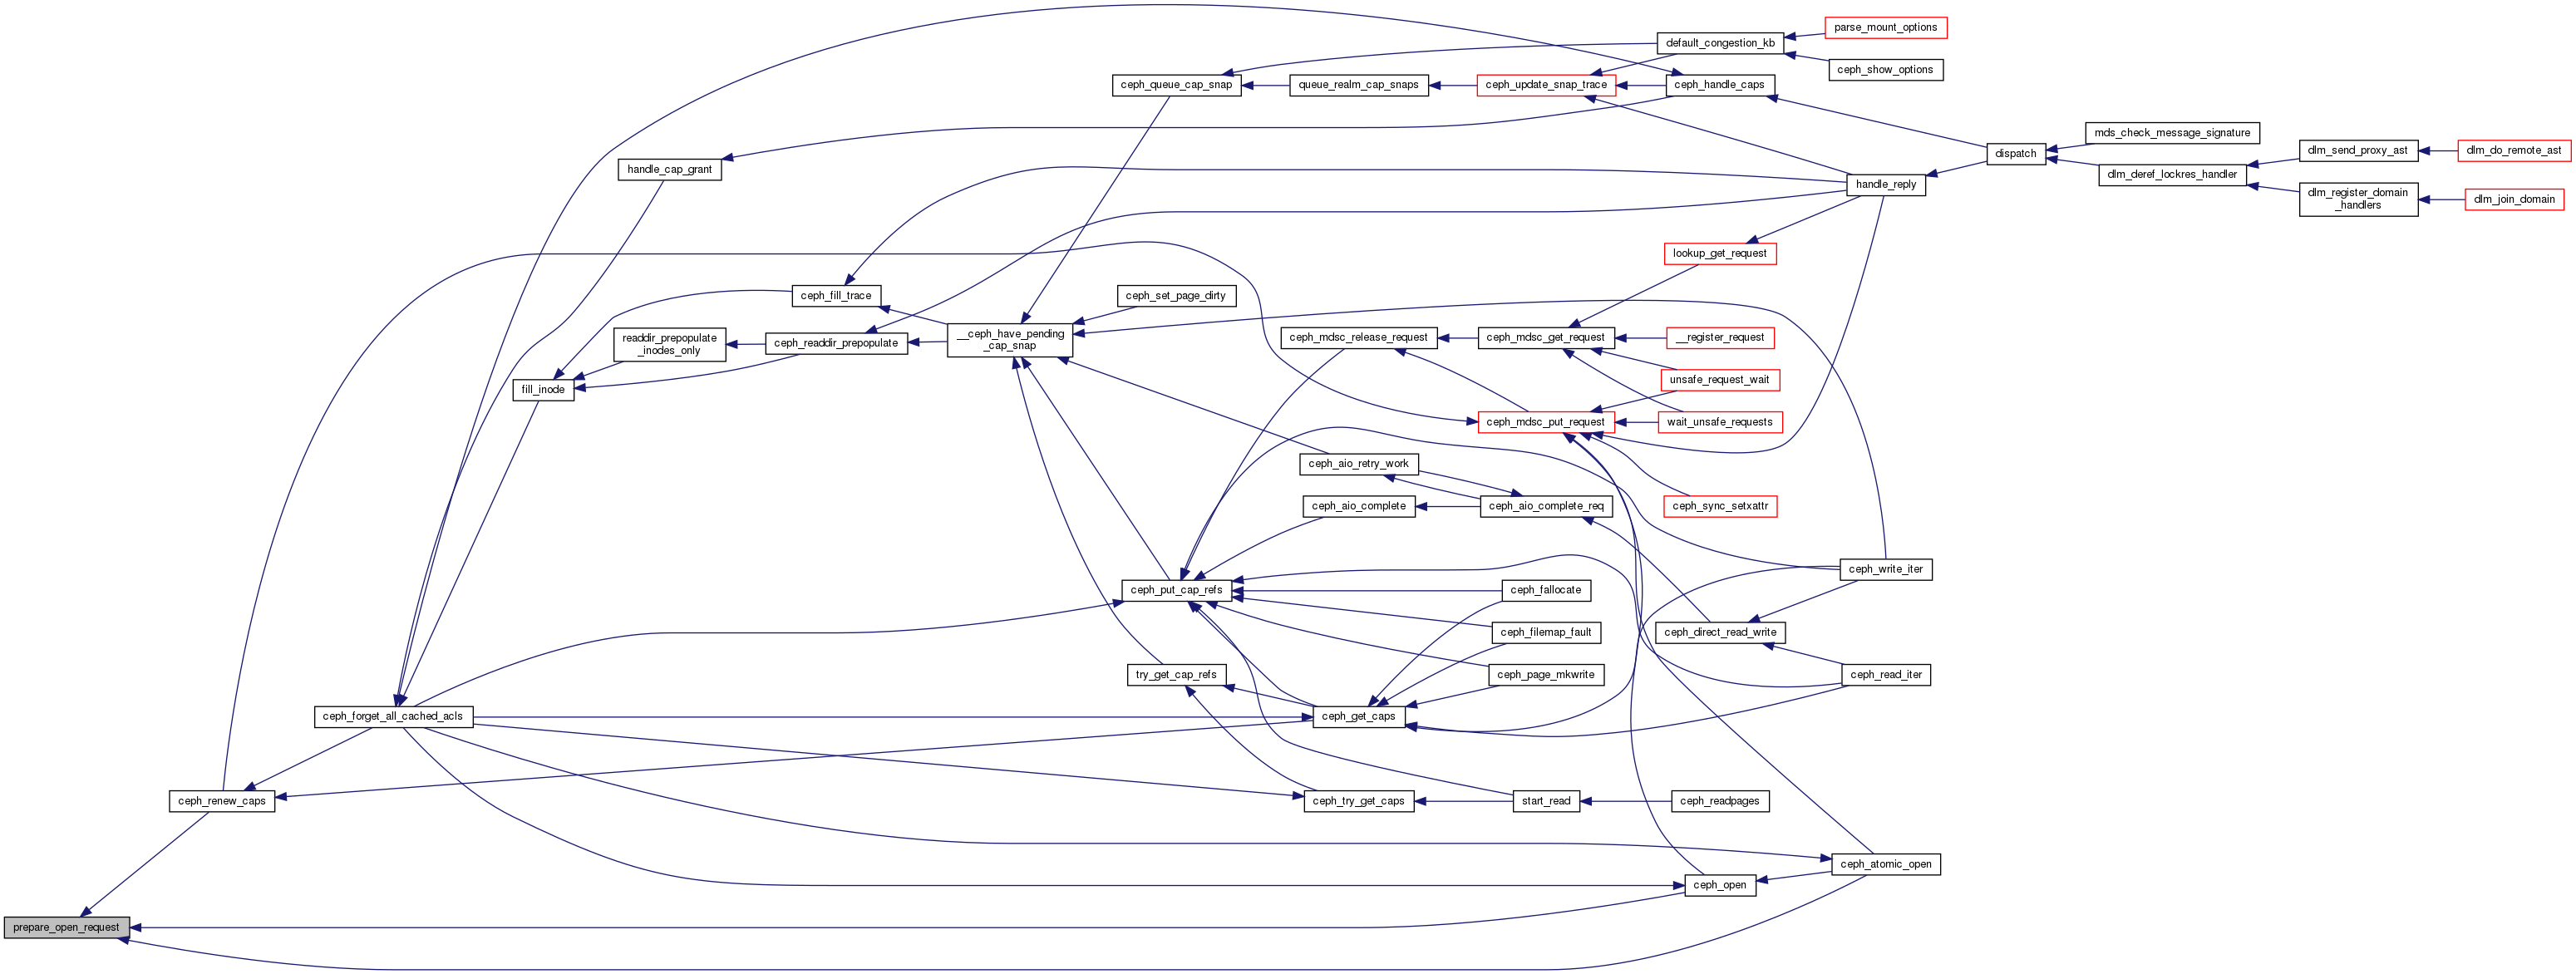 parse_mount_options
default_congestion_kb
ceph_show_options
ceph_queue_cap_snap
queue_realm_cap_snaps
ceph_update_snap_trace
ceph_handle_caps
mds_check_message_signature
dispatch
dlm_send_proxy_ast
dlm_do_remote_ast
handle_cap_grant
dlm_deref_lockres_handler
handle_reply
dlm_register_domain
_handlers
dlm_join_domain
lookup_get_request
ceph_fill_trace
ceph_set_page_dirty
__ceph_have_pending
_cap_snap
readdir_prepopulate
_inodes_only
ceph_readdir_prepopulate
ceph_mdsc_release_request
ceph_mdsc_get_request
__register_request
fill_inode
unsafe_request_wait
ceph_mdsc_put_request
wait_unsafe_requests
ceph_aio_retry_work
ceph_aio_complete
ceph_aio_complete_req
ceph_sync_setxattr
ceph_write_iter
ceph_put_cap_refs
ceph_fallocate
ceph_filemap_fault
ceph_direct_read_write
try_get_cap_refs
ceph_page_mkwrite
ceph_read_iter
ceph_forget_all_cached_acls
ceph_get_caps
ceph_renew_caps
ceph_try_get_caps
start_read
ceph_readpages
ceph_atomic_open
ceph_open
prepare_open_request